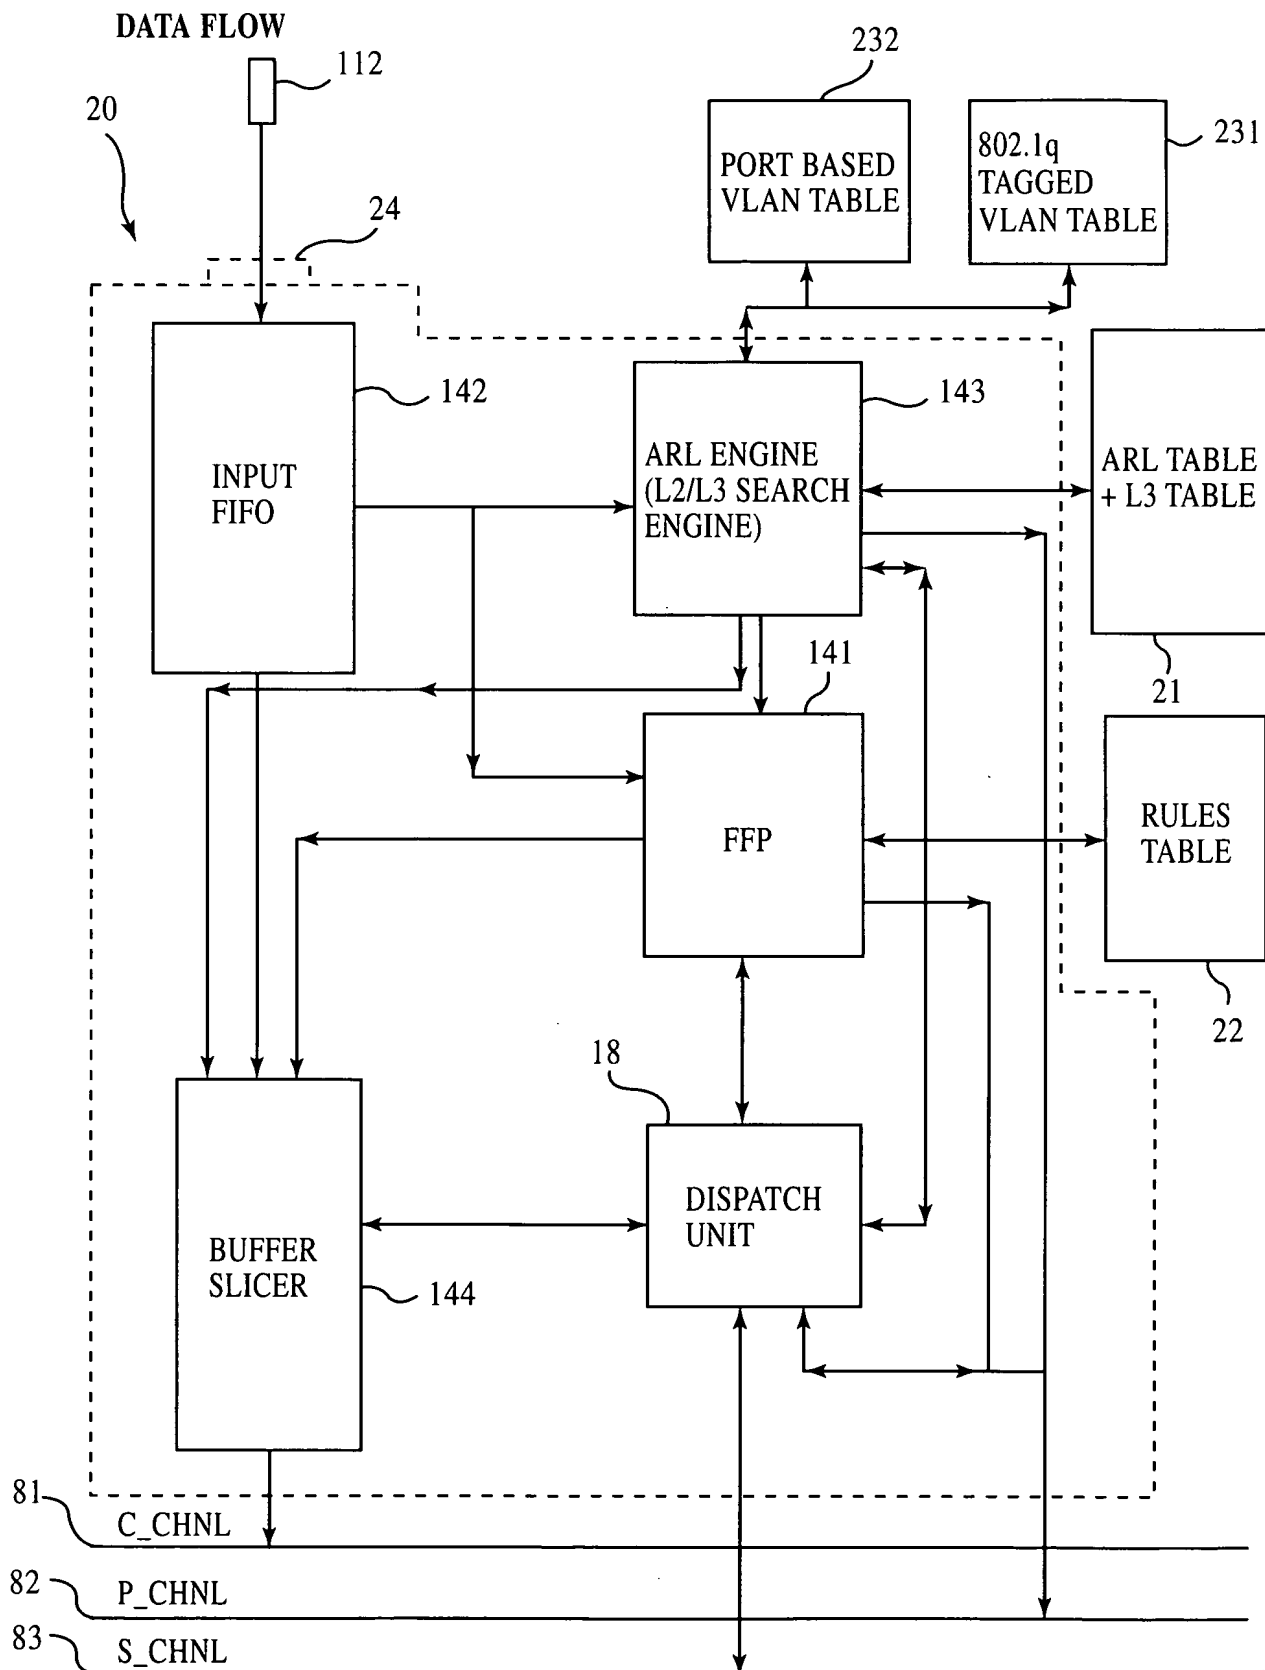 DATA FLOW
112
20
24
232
231
PORT BASED
VLAN TABLE
802.1q
TAGGED
VLAN TABLE
142
143
INPUT
FIFO
ARL ENGINE
(L2/L3 SEARCH
ENGINE)
ARL TABLE
+ L3 TABLE
21
141
FFP
RULES
TABLE
22
18
DISPATCH
UNIT
BUFFER
SLICER
144
81
C_CHNL
82
P_CHNL
83
S_CHNL